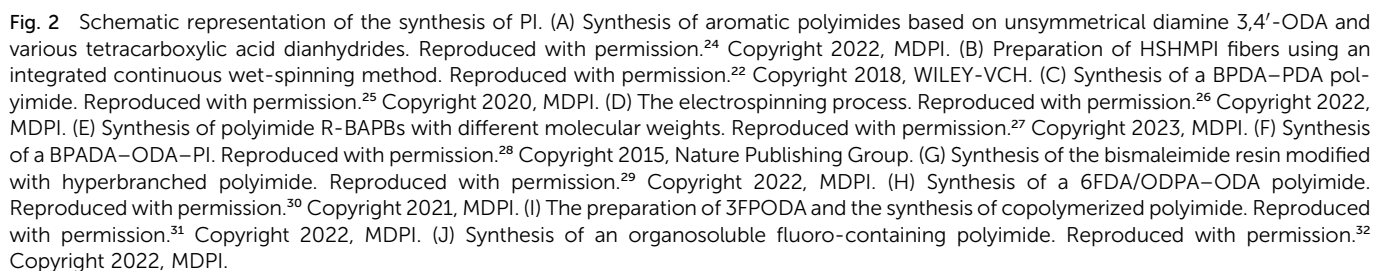 Fig. 2 Schematic representation of the synthesis of PI. (A) Synthesis of aromatic polyimides based on unsymmetrical diamine 3,4′-ODA and
various tetracarboxylic acid dianhydrides. Reproduced with permission.²⁴ Copyright 2022, MDPI. (B) Preparation of HSHMPI fibers using an
integrated continuous wet-spinning method. Reproduced with permission.²² Copyright 2018, WILEY-VCH. (C) Synthesis of a BPDA–PDA pol-
yimide. Reproduced with permission.²⁵ Copyright 2020, MDPI. (D) The electrospinning process. Reproduced with permission.²⁶ Copyright 2022,
MDPI. (E) Synthesis of polyimide R-BAPBs with different molecular weights. Reproduced with permission.²⁷ Copyright 2023, MDPI. (F) Synthesis
of a BPADA–ODA–PI. Reproduced with permission.²⁸ Copyright 2015, Nature Publishing Group. (G) Synthesis of the bismaleimide resin modified
with hyperbranched polyimide. Reproduced with permission.²⁹ Copyright 2022, MDPI. (H) Synthesis of a 6FDA/ODPA–ODA polyimide.
Reproduced with permission.³⁰ Copyright 2021, MDPI. (I) The preparation of 3FPODA and the synthesis of copolymerized polyimide. Reproduced
with permission.³¹ Copyright 2022, MDPI. (J) Synthesis of an organosoluble fluoro-containing polyimide. Reproduced with permission.³²
Copyright 2022, MDPI.